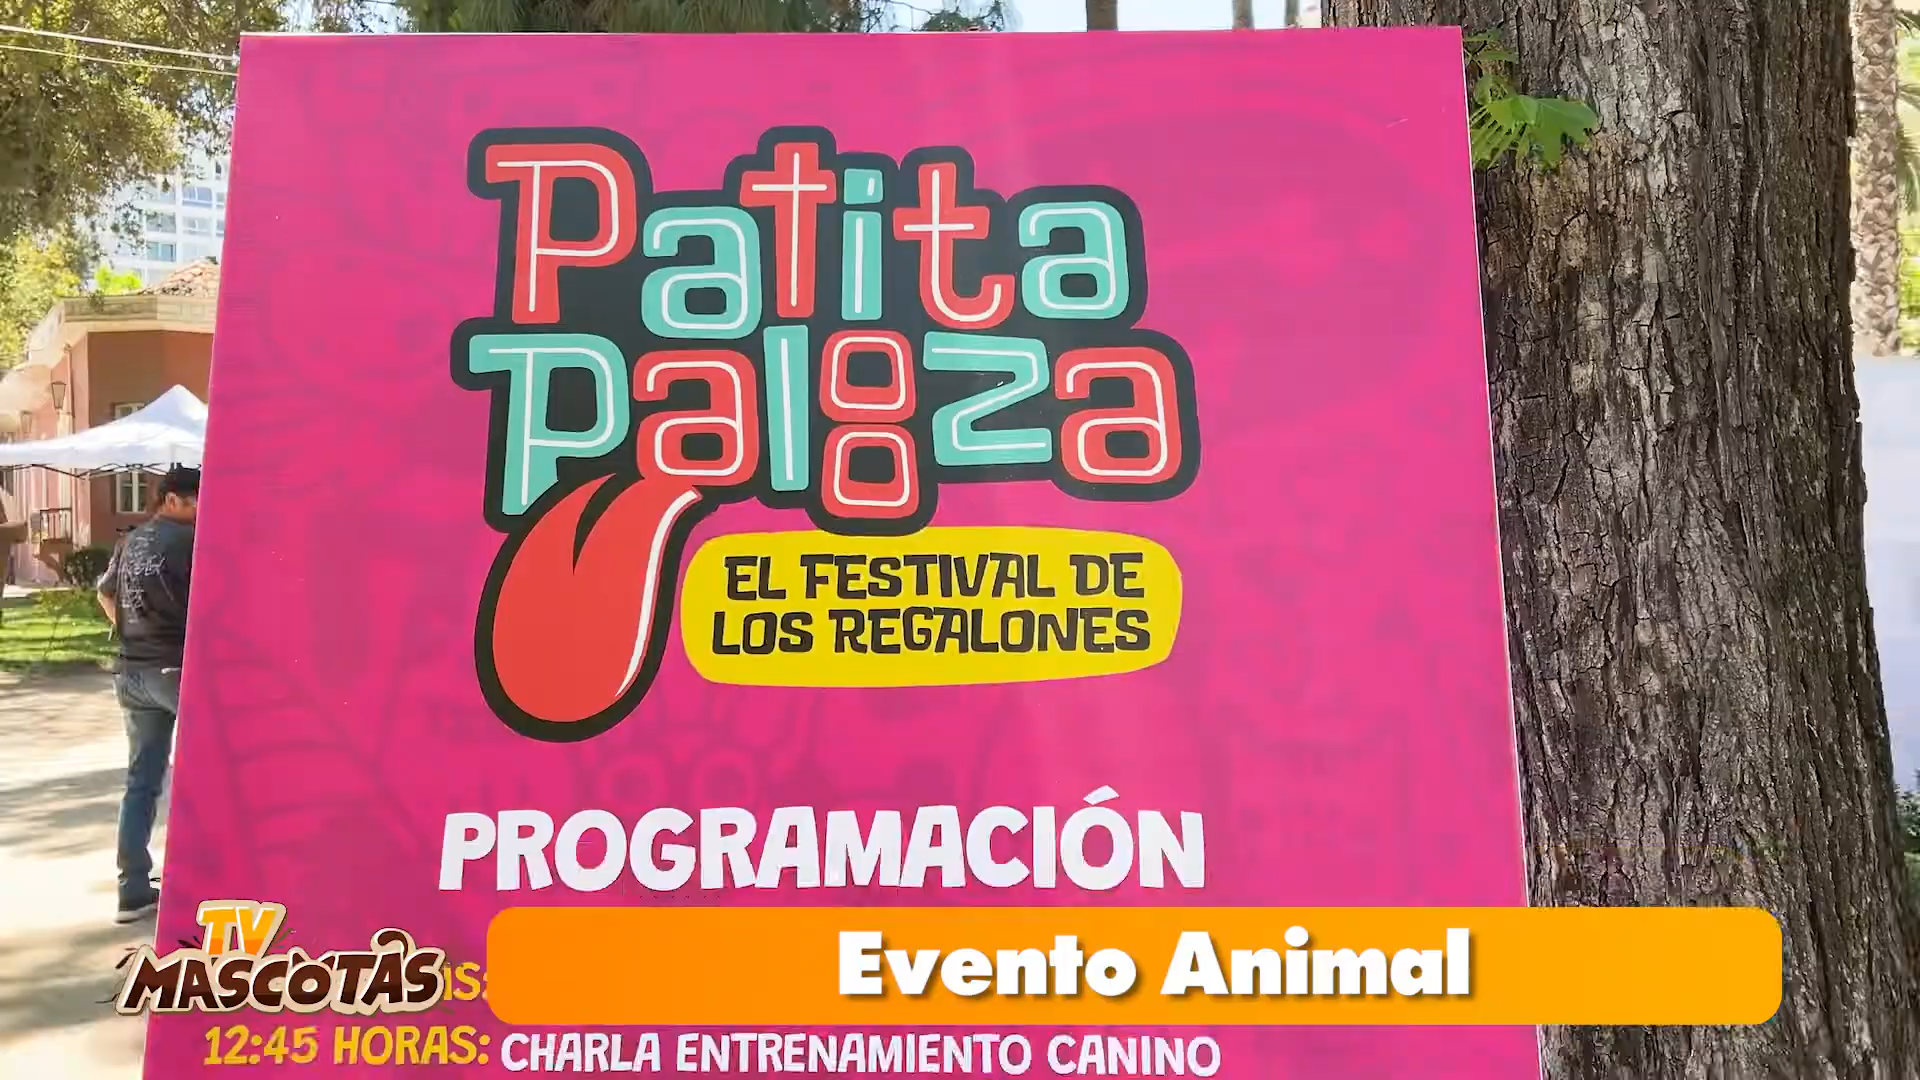 Patita
Palooza
EL FESTIVAL DE
LOS REGALONES
PROGRAMACIÓN
TV
MASCOTAS
Evento Animal
12:45 HORAS: CHARLA ENTRENAMIENTO CANINO